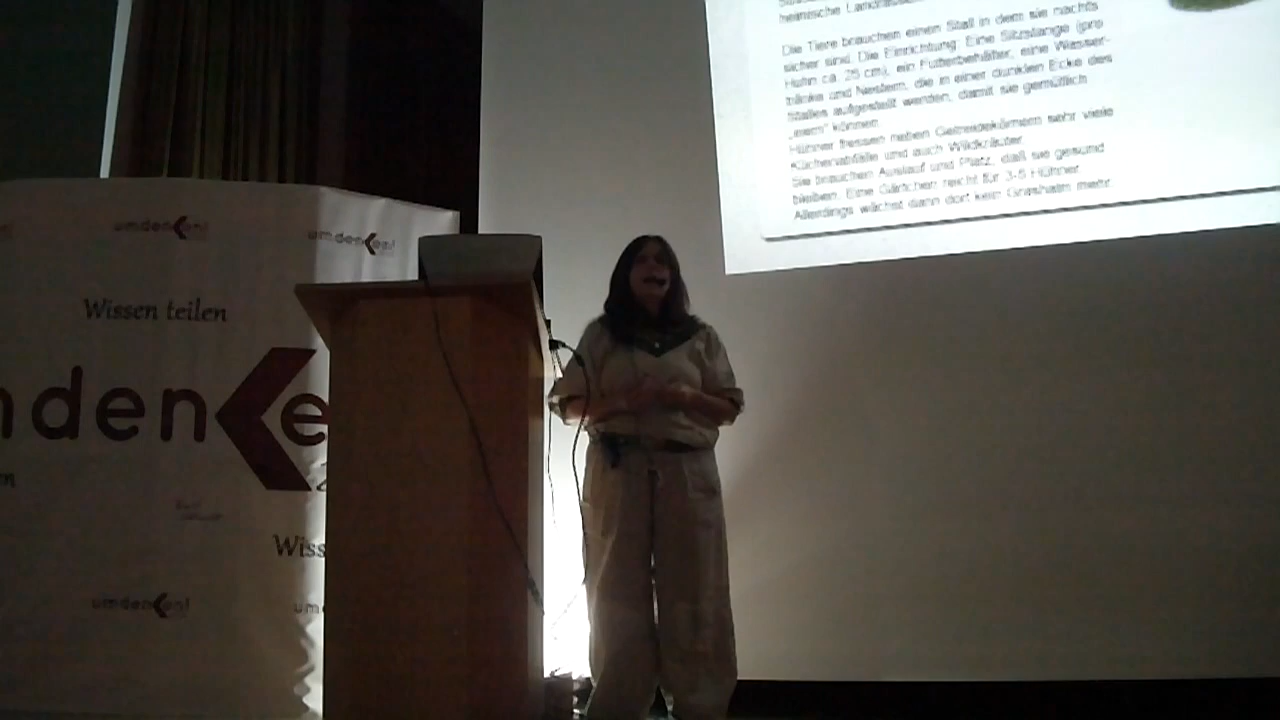 heimische
Die Tiere brauchen einen Stall in dem sie nachts
sicher sind. Die Einrichtung: Eine Sitzstange (pro
Huhn ca. 25 cm), ein Futterbehälter, eine Wasser-
tränke und Nestern, die in einer dunklen Ecke des
Stalles aufgestellt werden, damit sie gemütlich
können
Hühner fressen neben Getreidekörnern sehr viele
Küchenabfälle und auch Wildkräuter
Sie brauchen Auslauf und Platz, daß sie gesund
bleiben. Eine Gärtchen reicht für 3-5 Hühner.
Allerdings wächst dann dort kein Grashalm mehr.
umdenken!
umdenken!
Wissen teilen
nden<e
Wiss
umdenken!
um